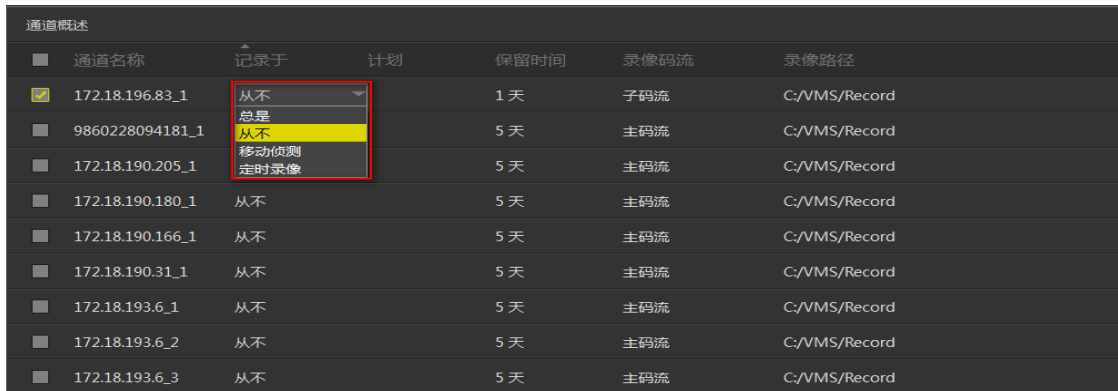 通道概述
通道名称 记录于 计划 保留时间 录像码流 录像路径
172.18.196.83_1 从不 1 天 子码流 C:/VMS/Record
总是
9860228094181_1 从不 5 天 主码流 C:/VMS/Record
移动侦测
172.18.190.205_1 定时录像 5 天 主码流 C:/VMS/Record
172.18.190.180_1 从不 5 天 主码流 C:/VMS/Record
172.18.190.166_1 从不 5 天 主码流 C:/VMS/Record
172.18.190.31_1 从不 5 天 主码流 C:/VMS/Record
172.18.193.6_1 从不 5 天 主码流 C:/VMS/Record
172.18.193.6_2 从不 5 天 主码流 C:/VMS/Record
172.18.193.6_3 从不 5 天 主码流 C:/VMS/Record